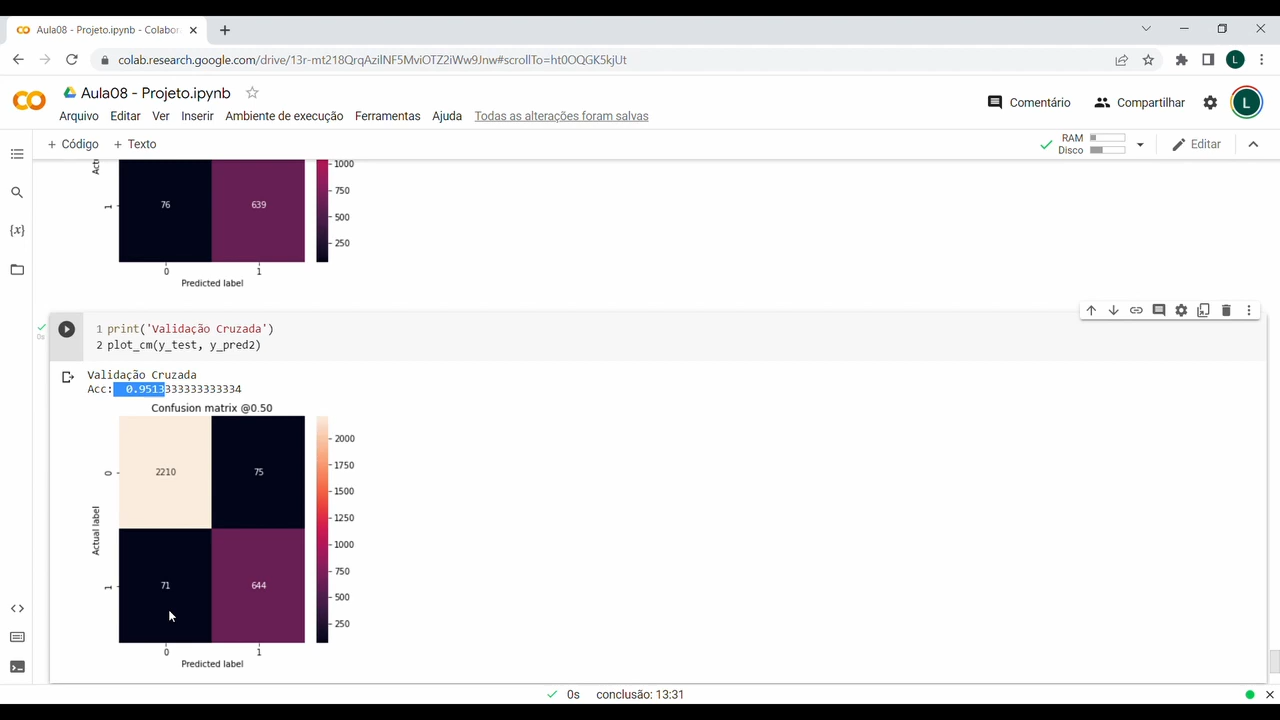 Aula08 - Projeto.ipynb - Colabor
colab.research.google.com/drive/13r-mt218QrqAzilNF5MviOTZ2iWw9Jnw#scrollTo=ht0OQGK5kjUt
L
Aula08 - Projeto.ipynb
Comentário
Compartilhar
L
Arquivo Editar Ver Inserir Ambiente de execução Ferramentas Ajuda Todas as alterações foram salvas
+ Código + Texto
RAM
Disco
Editar
1000
76 639
750
1
500
250
0 1
Predicted label
0s
1 print('Validação Cruzada')
2 plot_cm(y_test, y_pred2)
Validação Cruzada
Acc: 0.9513333333333334
Confusion matrix @0.50
2000
2210 75
1750
0
1500
1250
Actual label
1000
71 644
750
1
500
250
0 1
Predicted label
0s conclusão: 13:31